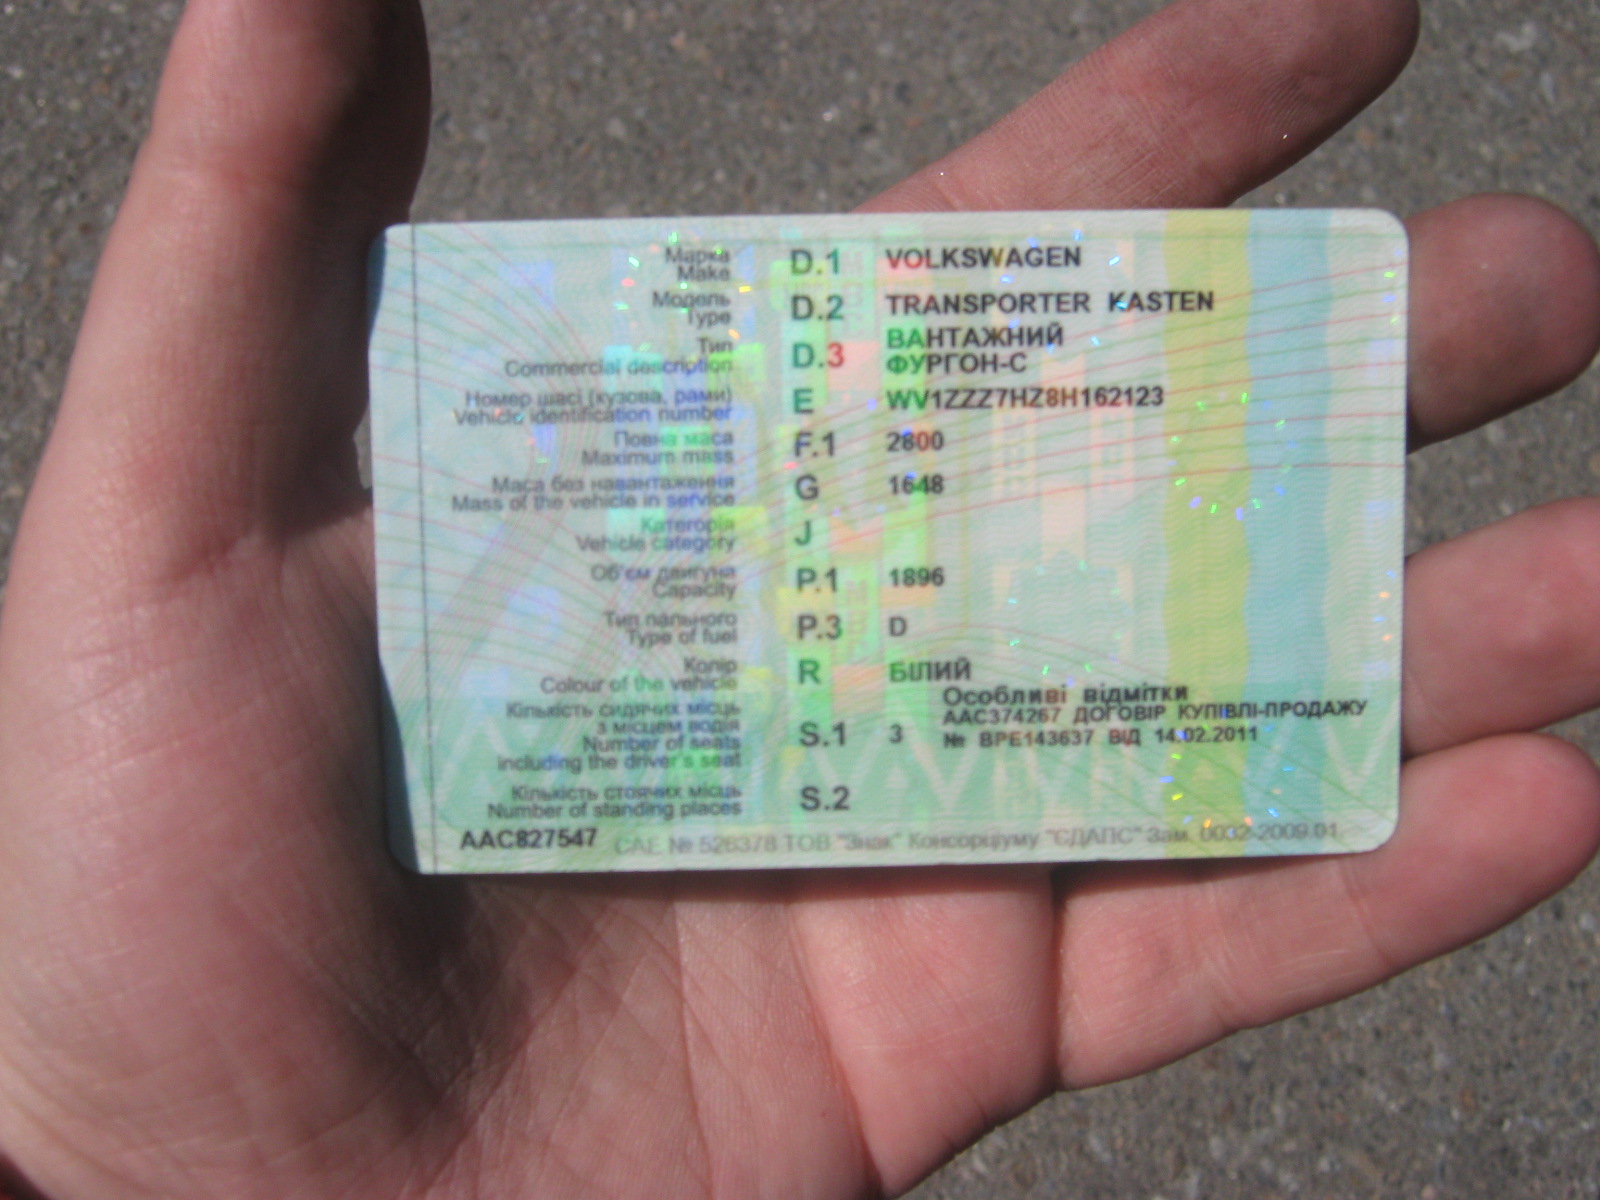 Марка
Make
D.1 VOLKSWAGEN
Модель
Type
D.2 TRANSPORTER KASTEN
Тип
Commercial description
D.3 ВАНТАЖНИЙ
ФУРГОН-С
Номер шасі (кузова, рами)
Vehicle identification number
E WV1ZZZ7HZ8H162123
Повна маса
Maximum mass
F.1 2800
Маса без навантаження
Mass of the vehicle in service
G 1648
Категорія
Vehicle category
J
Об'єм двигуна
Capacity
P.1 1896
Тип пального
Type of fuel
P.3 D
Колір
Colour of the vehicle
R БІЛИЙ
Кількість сидячих місць
з місцем водія
Number of seats
including the driver's seat
S.1 3
Особливі відмітки
ААС374267 ДОГОВІР КУПІВЛІ-ПРОДАЖУ
№ ВРЕ143637 ВІД 14.02.2011
Кількість стоячих місць
Number of standing places
S.2
ААС827547 САЕ № 526378 ТОВ "Знак" Консорціуму "ЄДАПС" Зам. 0032-2009.01.